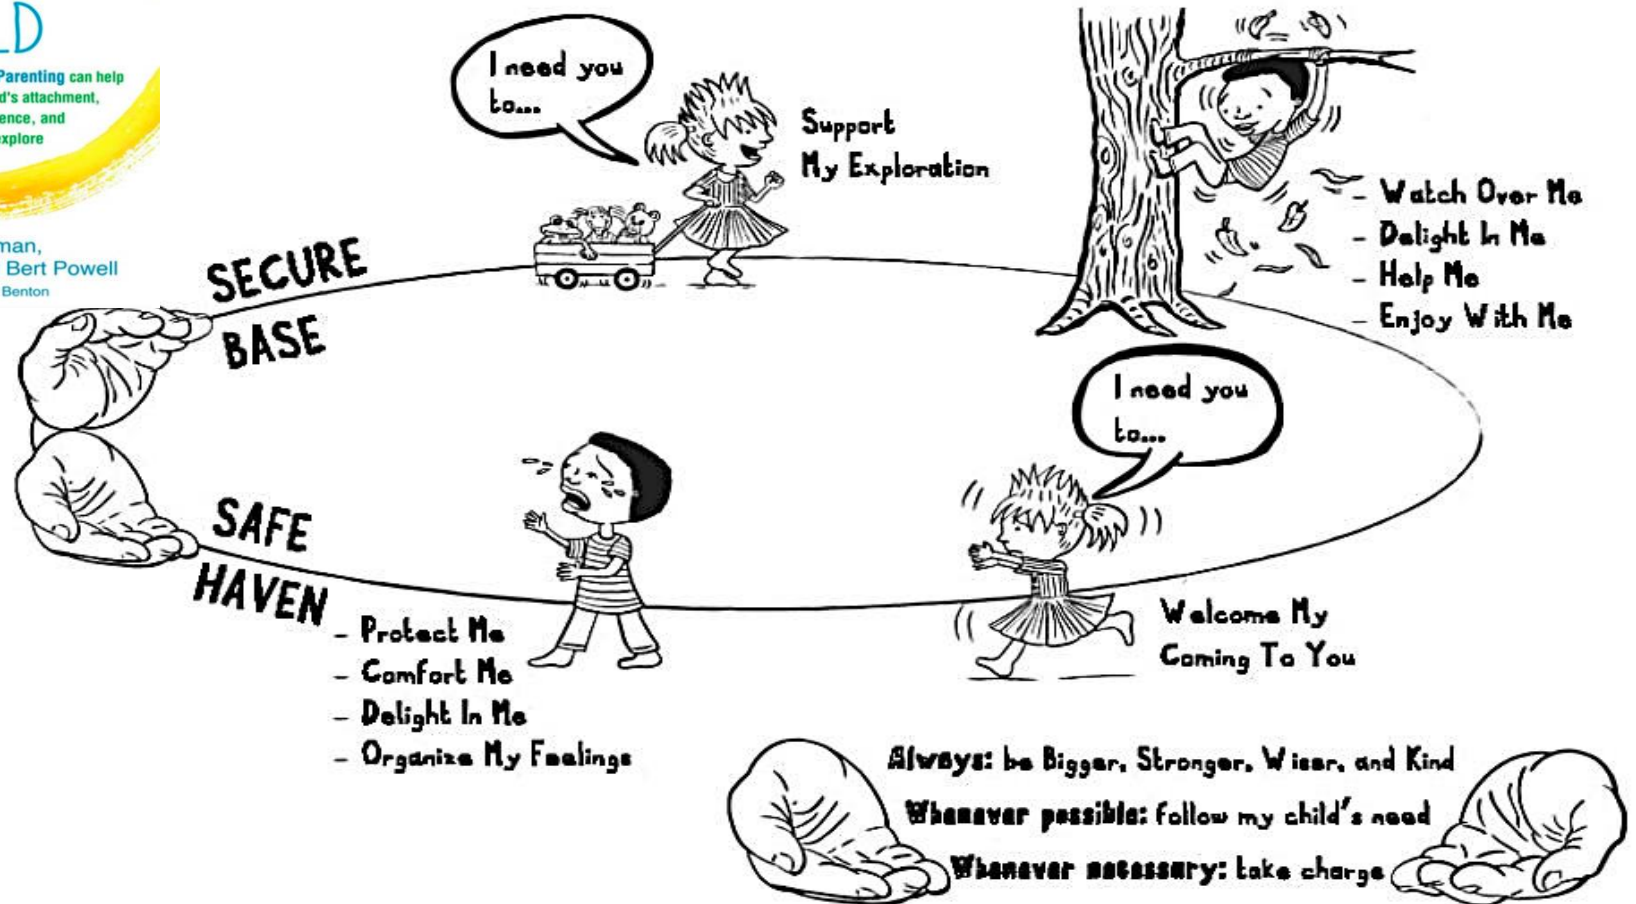 LD
Parenting can help
d's attachment,
ence, and
explore
man,
Bert Powell
Benton
I need you
to...
Support
My Exploration
SECURE
BASE
- Watch Over Me
- Delight In Me
- Help Me
- Enjoy With Me
I need you
to...
Welcome My
Coming To You
SAFE
HAVEN
- Protect Me
- Comfort Me
- Delight In Me
- Organize My Feelings
Always: be Bigger, Stronger, Wiser, and Kind
Whenever possible: follow my child's need
Whenever necessary: take charge